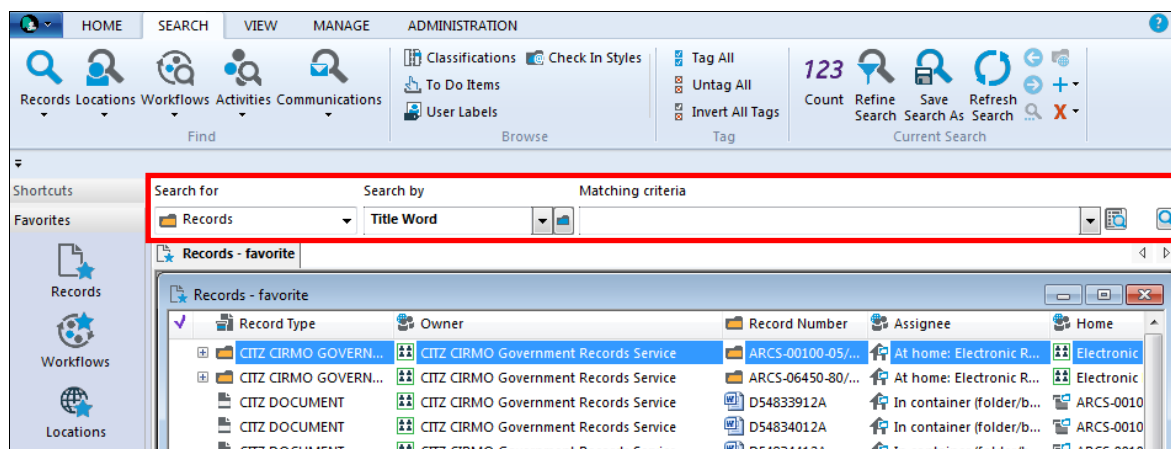 HOME SEARCH VIEW MANAGE ADMINISTRATION
Classifications Check In Styles Tag All
To Do Items Untag All
User Labels Invert All Tags
Records Locations Workflows Activities Communications
123
Count Refine Search Save Search As Refresh Search
Find Browse Tag Current Search
Shortcuts
Search for Search by Matching criteria
Favorites
Records Title Word
Records - favorite
Records
Records - favorite
Record Type Owner Record Number Assignee Home
CITZ CIRMO GOVERN... CITZ CIRMO Government Records Service ARCS-00100-05/... At home: Electronic R... Electronic
Workflows
CITZ CIRMO GOVERN... CITZ CIRMO Government Records Service ARCS-06450-80/... At home: Electronic R... Electronic
CITZ DOCUMENT CITZ CIRMO Government Records Service D54833912A In container (folder/b... ARCS-0010
CITZ DOCUMENT CITZ CIRMO Government Records Service D54834012A In container (folder/b... ARCS-0010
Locations